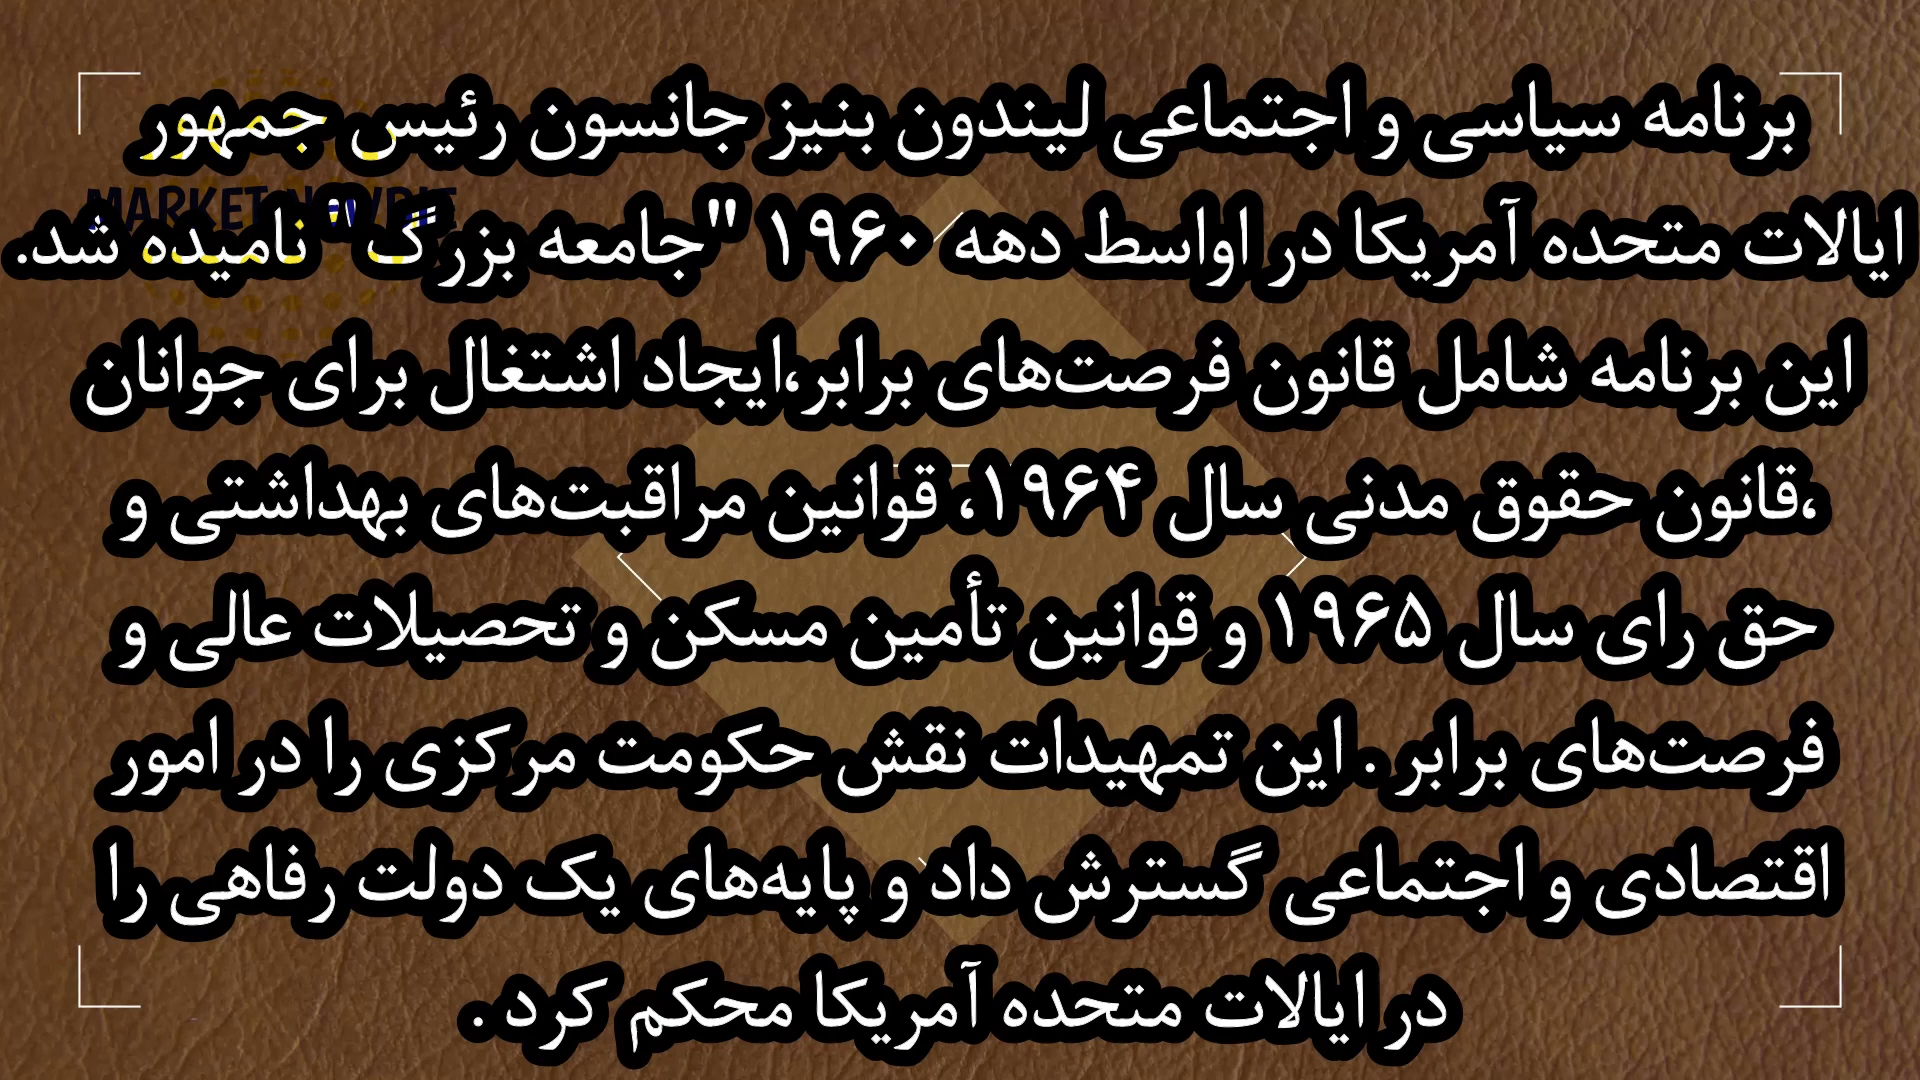 برنامه سیاسی و اجتماعی لیندون بنیز جانسون رئیس جمهور
ایالات متحده آمریکا در اواسط دهه ۱۹۶۰ "جامعه بزرگ" نامیده شد.
این برنامه شامل قانون فرصت‌های برابر،ایجاد اشتغال برای جوانان
،قانون حقوق مدنی سال ۱۹۶۴، قوانین مراقبت‌های بهداشتی و
حق رای سال ۱۹۶۵ و قوانین تأمین مسکن و تحصیلات عالی و
فرصت‌های برابر . این تمهیدات نقش حکومت مرکزی را در امور
اقتصادی و اجتماعی گسترش داد و پایه‌های یک دولت رفاهی را
در ایالات متحده آمریکا محکم کرد .
MARKET